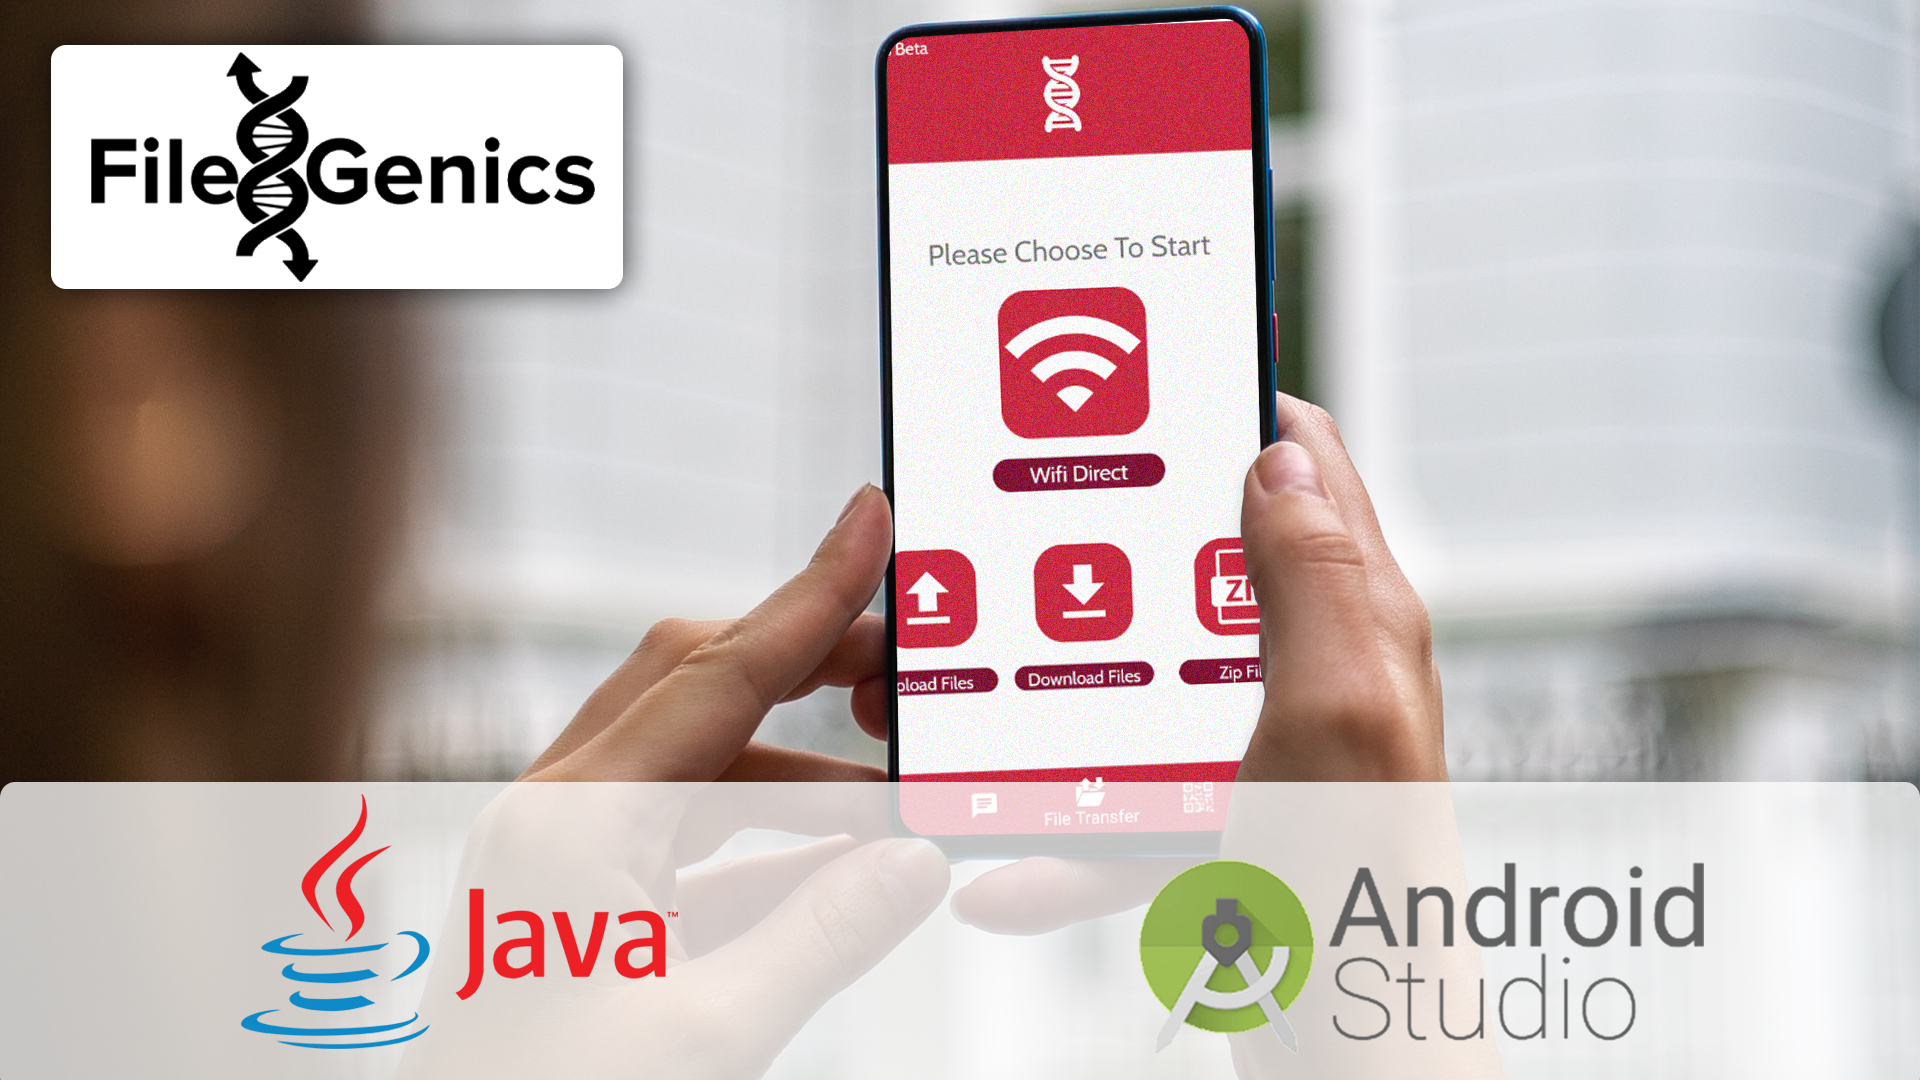 FileGenics
Beta
Please Choose To Start
Wifi Direct
pload Files
Download Files
Zip Fil
ZI
File Transfer
Java™
Android
Studio